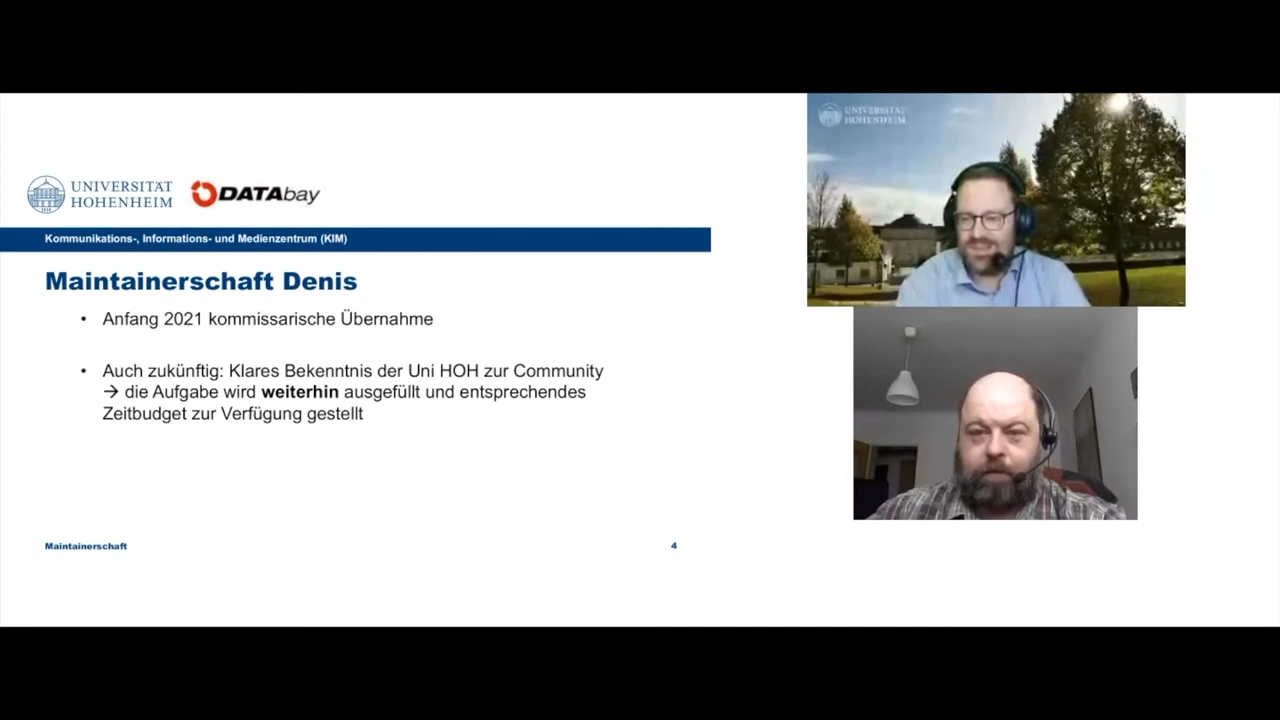 UNIVERSITÄT
HOHENHEIM
DATAbay
Kommunikations-, Informations- und Medienzentrum (KIM)
Maintainerschaft Denis
• Anfang 2021 kommissarische Übernahme
• Auch zukünftig: Klares Bekenntnis der Uni HOH zur Community
→ die Aufgabe wird weiterhin ausgefüllt und entsprechendes
Zeitbudget zur Verfügung gestellt
Maintainerschaft
4
UNIVERSITÄT
HOHENHEIM